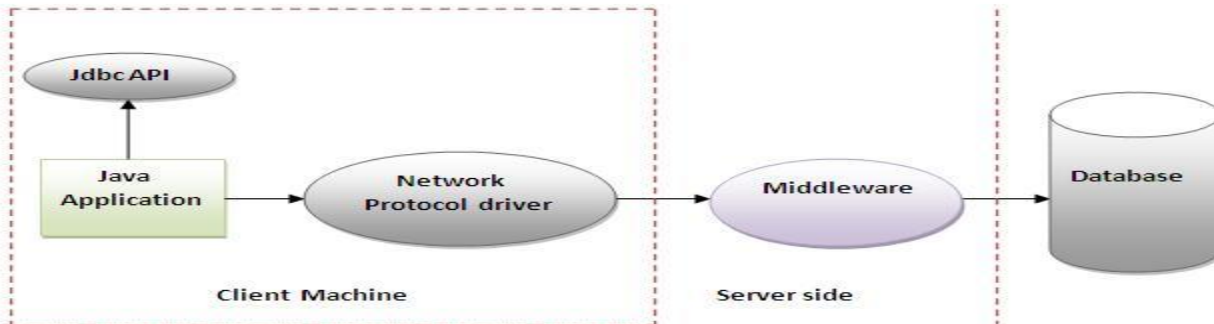 Jdbc API
Java
Application
Network
Protocol driver
Middleware
Database
Client Machine
Server side